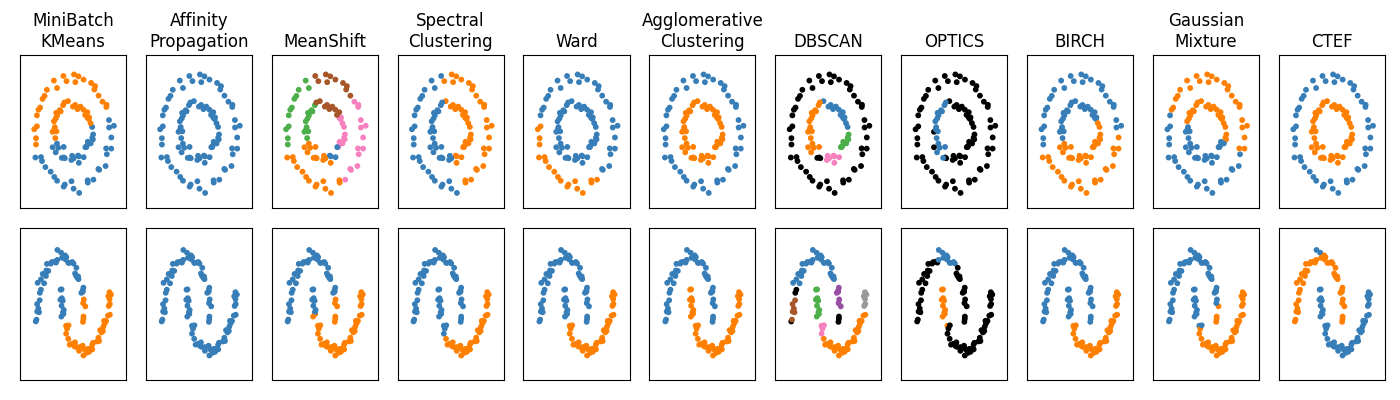 MiniBatch
KMeans
Affinity
Propagation
MeanShift
Spectral
Clustering
Ward
Agglomerative
Clustering
DBSCAN
OPTICS
BIRCH
Gaussian
Mixture
CTEF